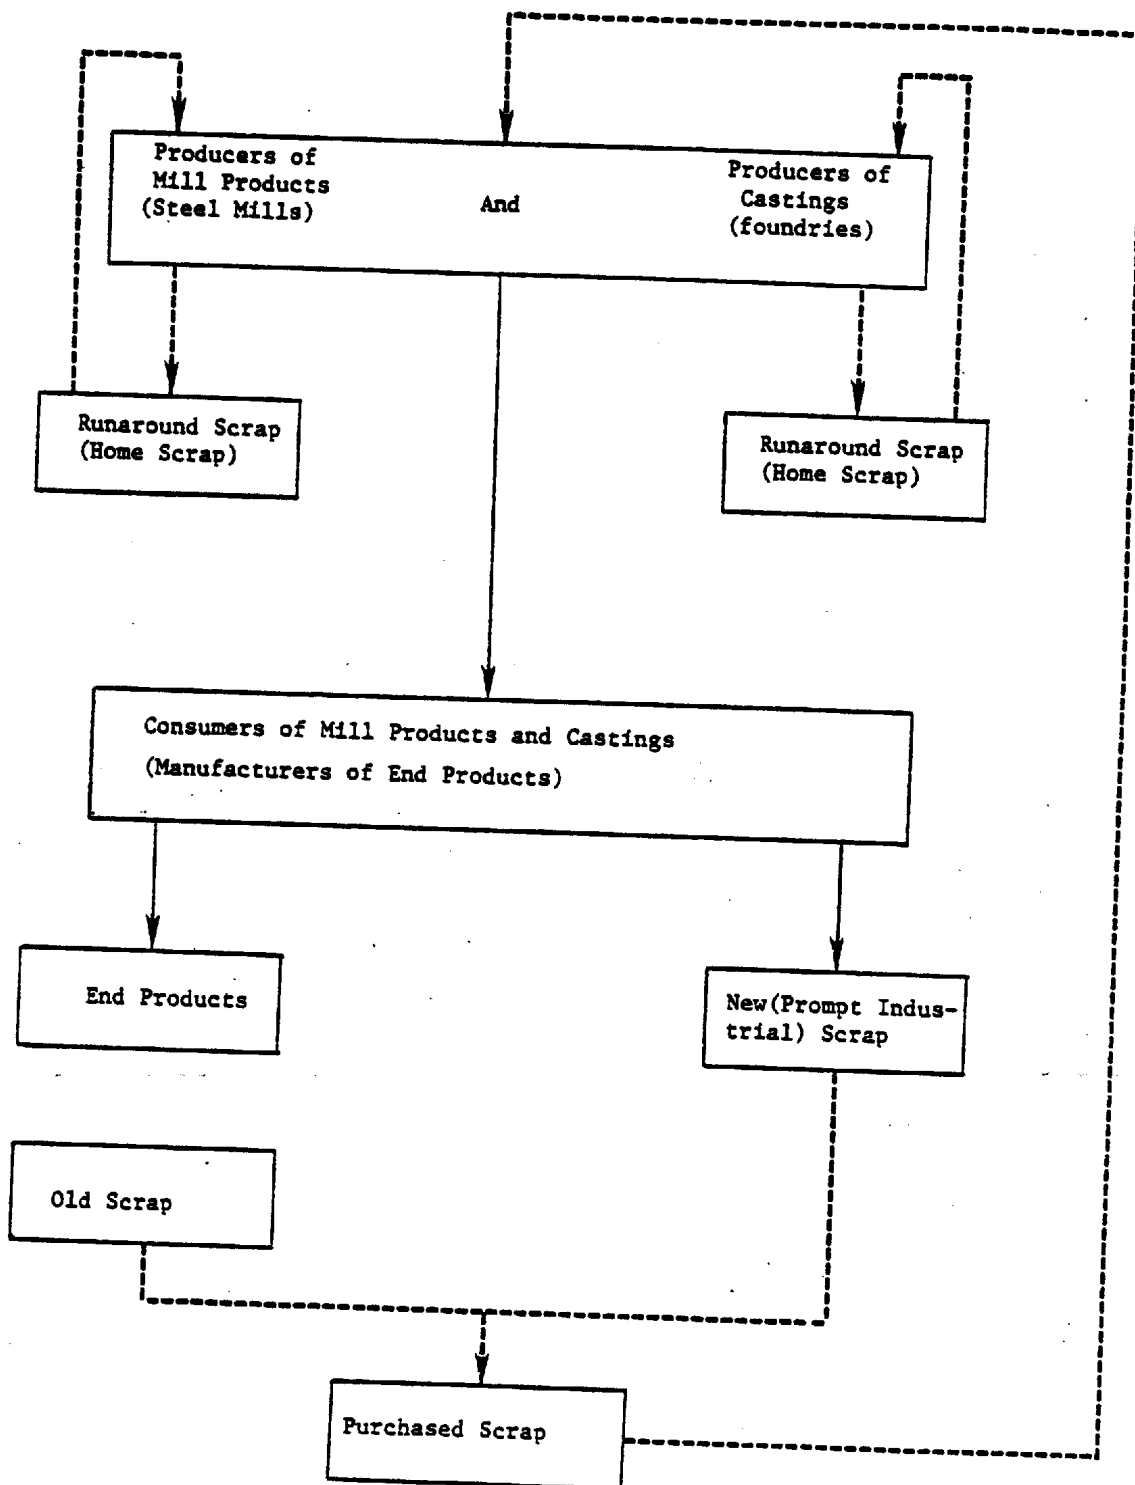 Producers of
Mill Products
(Steel Mills)
And
Producers of
Castings
(foundries)
Runaround Scrap
(Home Scrap)
Runaround Scrap
(Home Scrap)
Consumers of Mill Products and Castings
(Manufacturers of End Products)
End Products
New(Prompt Indus-
trial) Scrap
Old Scrap
Purchased Scrap